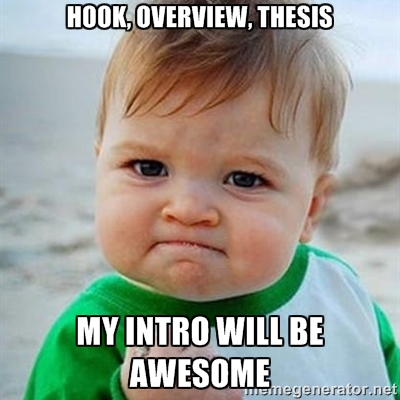 HOOK, OVERVIEW, THESIS
MY INTRO WILL BE
AWESOME
memegenerator.net